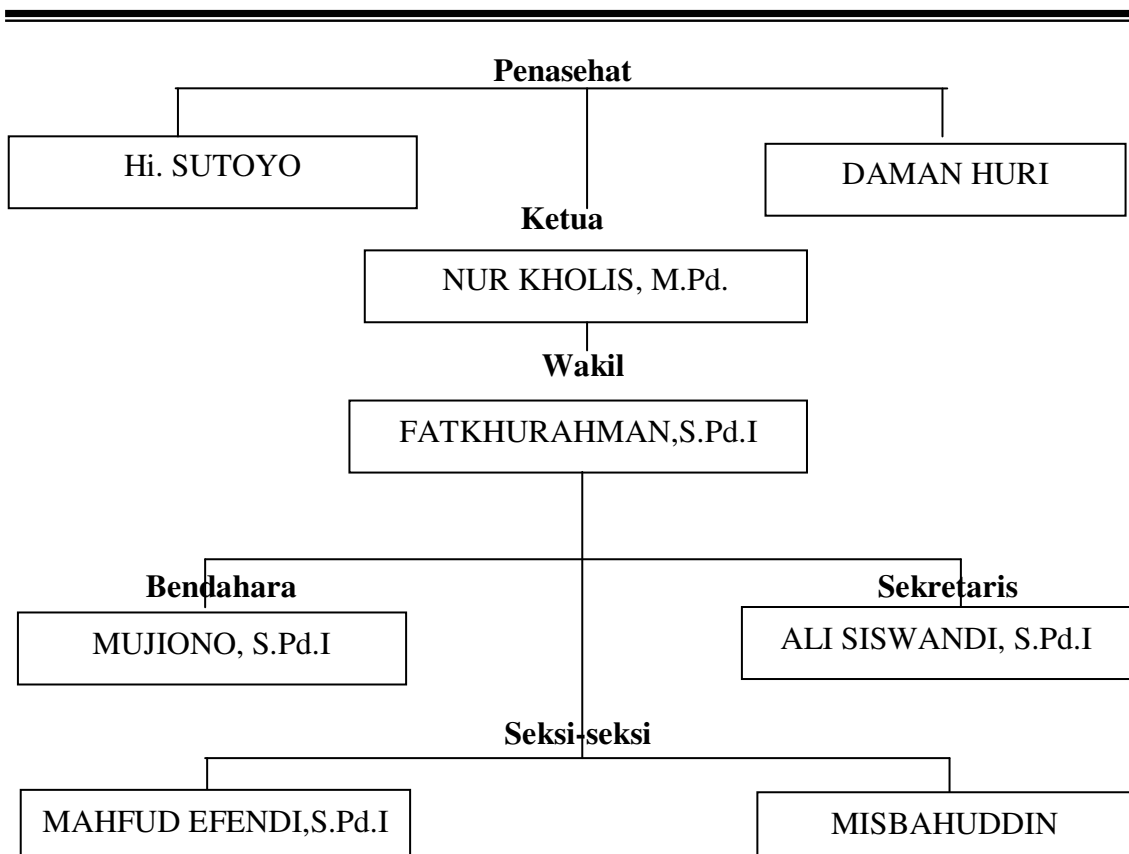 Penasehat
Hi. SUTOYO
DAMAN HURI
Ketua
NUR KHOLIS, M.Pd.
Wakil
FATKHURAHMAN,S.Pd.I
Bendahara
Sekretaris
MUJIONO, S.Pd.I
ALI SISWANDI, S.Pd.I
Seksi-seksi
MAHFUD EFENDI,S.Pd.I
MISBAHUDDIN